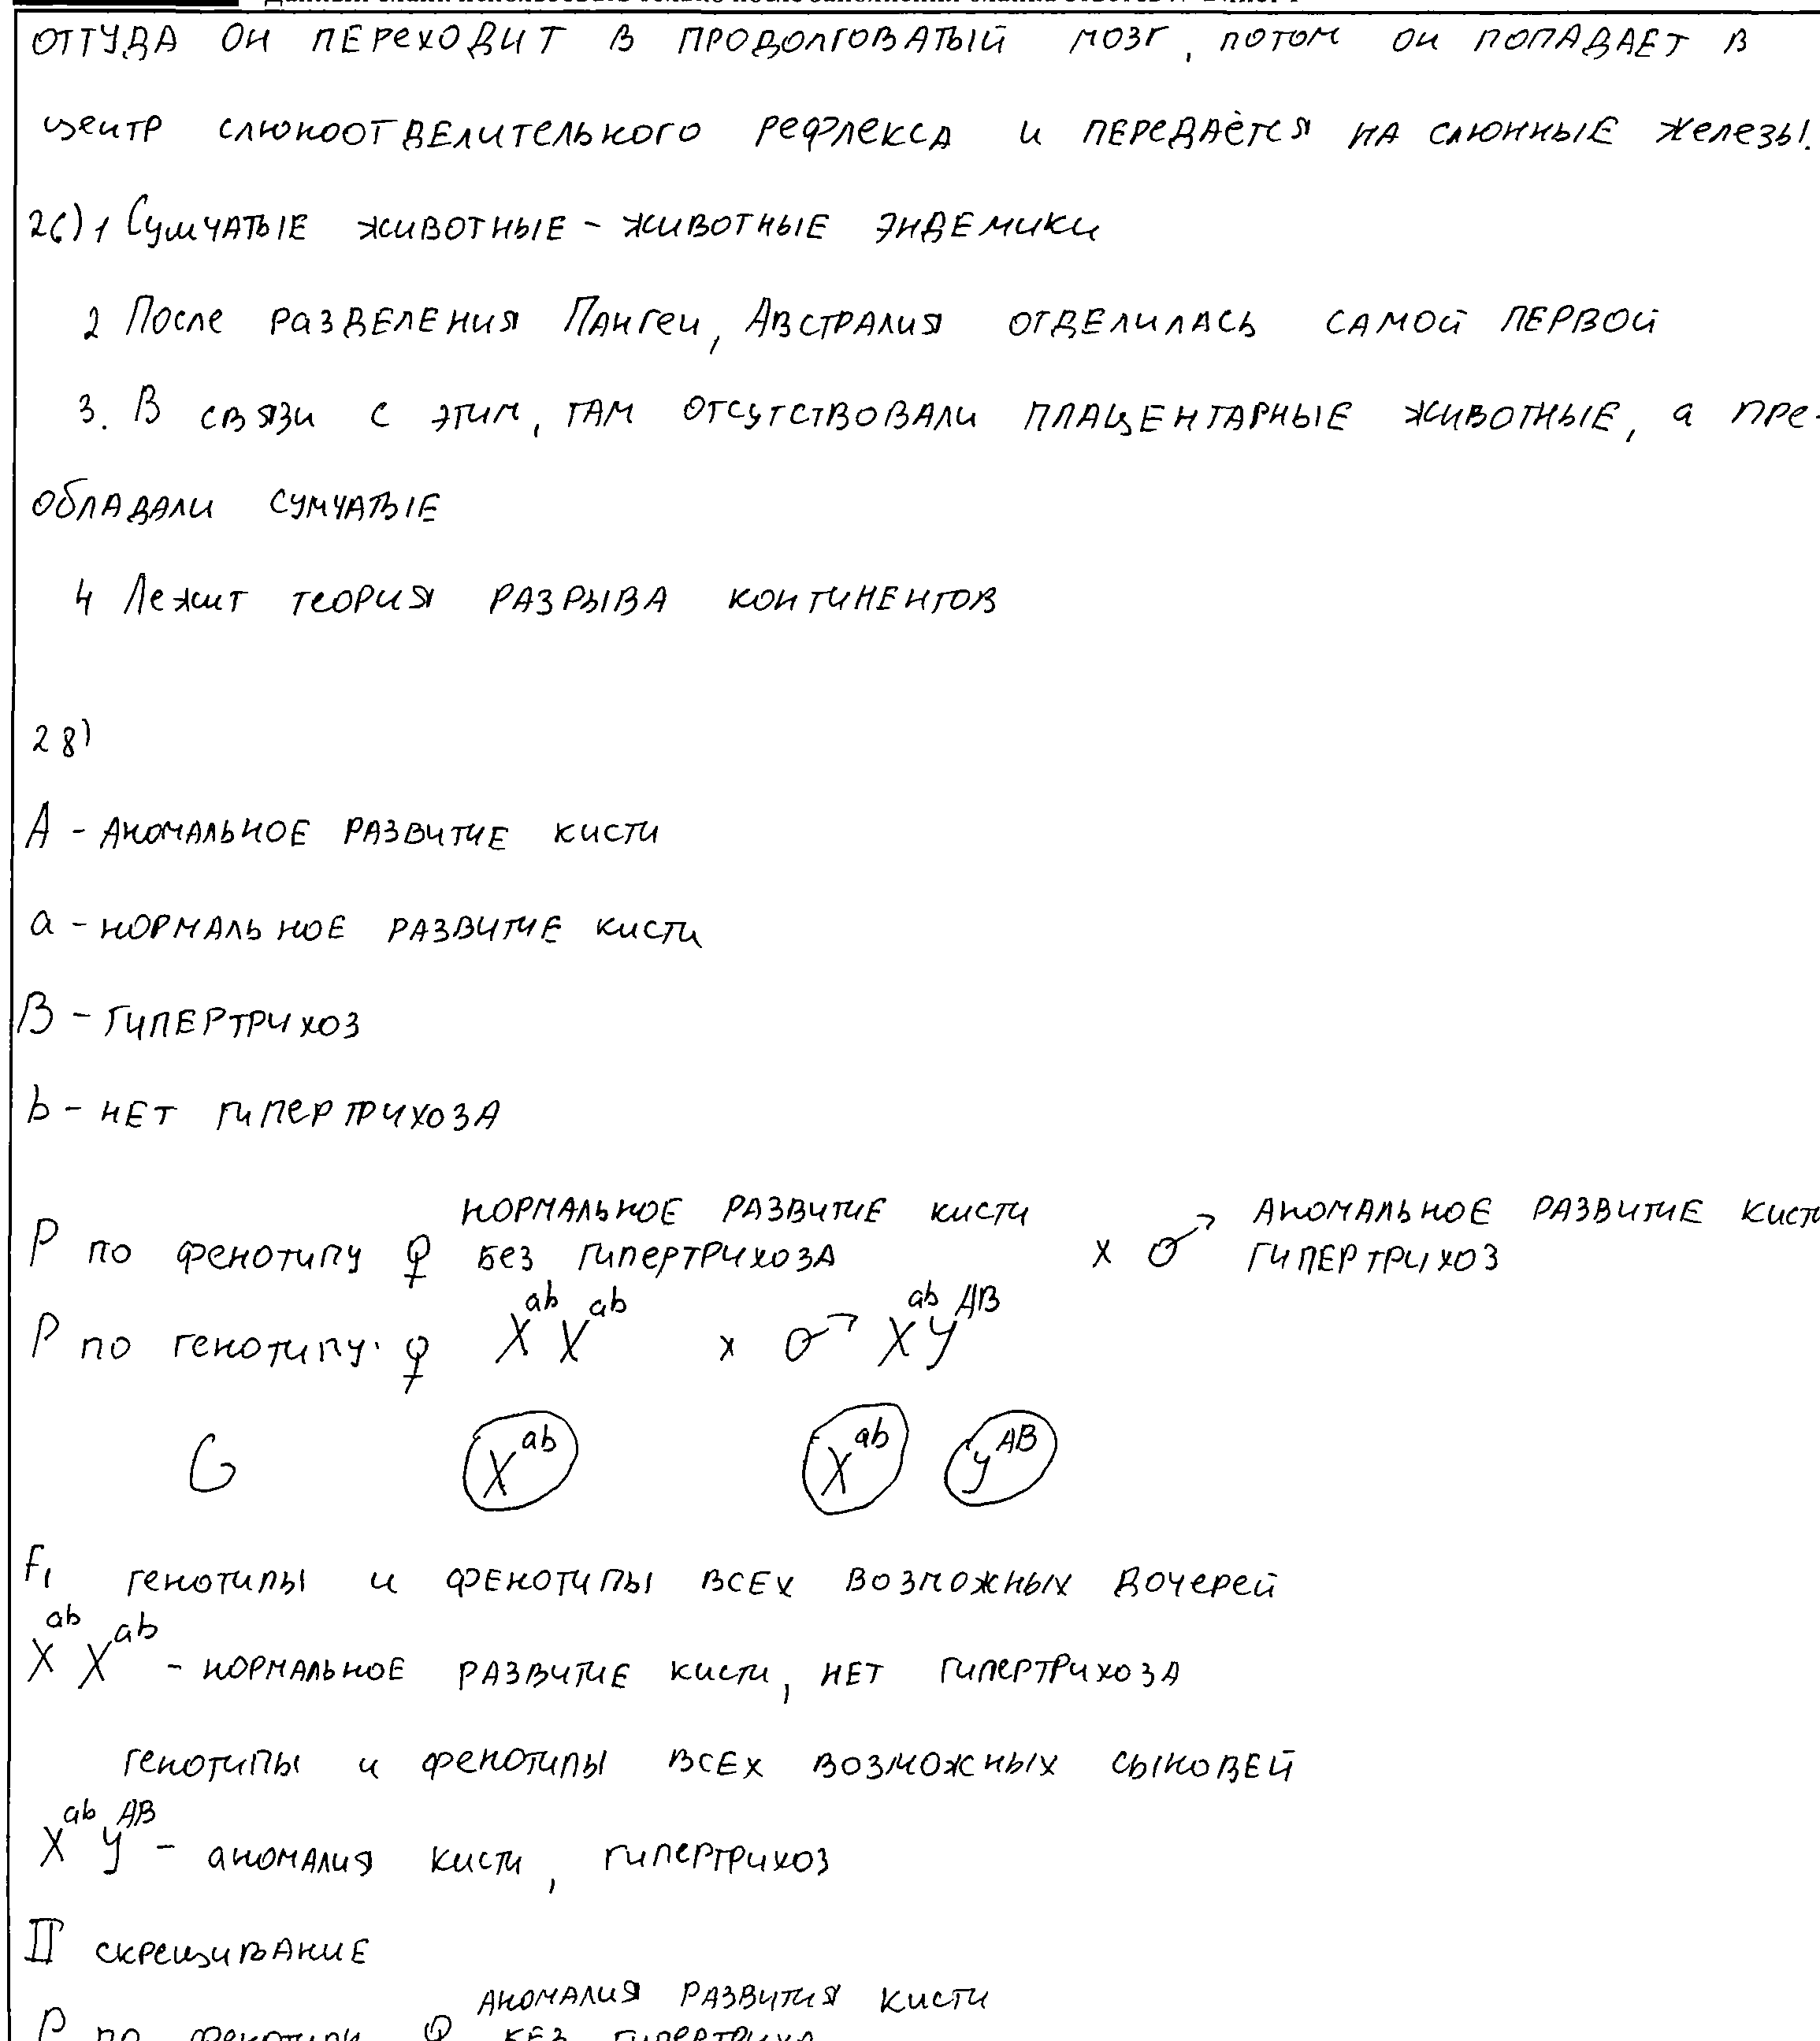 ОТТУДА ОН ПЕРЕХОДИТ В ПРОДОЛГОВАТЫЙ МОЗГ, ПОТОМ ОН ПОПАДАЕТ В
центр слюноотделительного рефлекса и передаётся на слюнные железы.
26) 1 Сумчатые животные - животные эндемики
2 После разделения Пангеи, Австралия отделилась самой первой
3. В связи с этим, там отсутствовали плацентарные животные, а пре-
обладали сумчатые
4 Лежит теория разрыва континентов
28)
А - аномальное развитие кисти
а - нормальное развитие кисти
B - гипертрихоз
b - нет гипертрихоза
нормальное развитие кисти аномальное развитие кисти
P по фенотипу ♀ без гипертрихоза x ♂ гипертрихоз
P по генотипу: ♀ X^ab X^ab x ♂ X^ab Y^AB
G X^ab X^ab Y^AB
F₁ генотипы и фенотипы всех возможных дочерей
X^ab X^ab - нормальное развитие кисти, нет гипертрихоза
генотипы и фенотипы всех возможных сыновей
X^ab Y^AB - аномалия кисти, гипертрихоз
II скрещивание
аномалия развития кисти
P по фенотипу ♀ без гипертриха